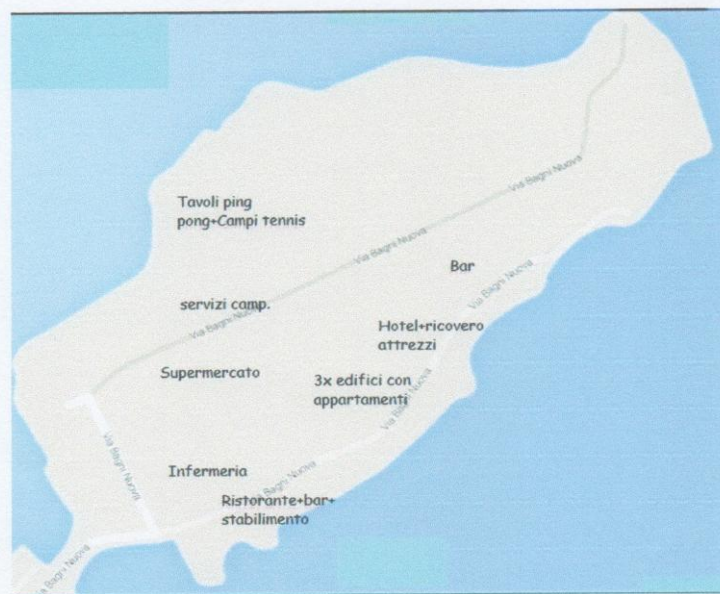 Tavoli ping
pong+Campi tennis
Via Bagni Nuova
Via Bagni Nuova
Bar
Via Bagni Nuova
servizi camp.
Via Bagni Nuova
Hotel+ricovero
attrezzi
Supermercato
3x edifici con
appartamenti
Via Bagni Nuova
Via Bagni Nuova
Infermeria
Bagni Nuova
Ristorante+bar+
stabilimento
Via Bagni Nuova